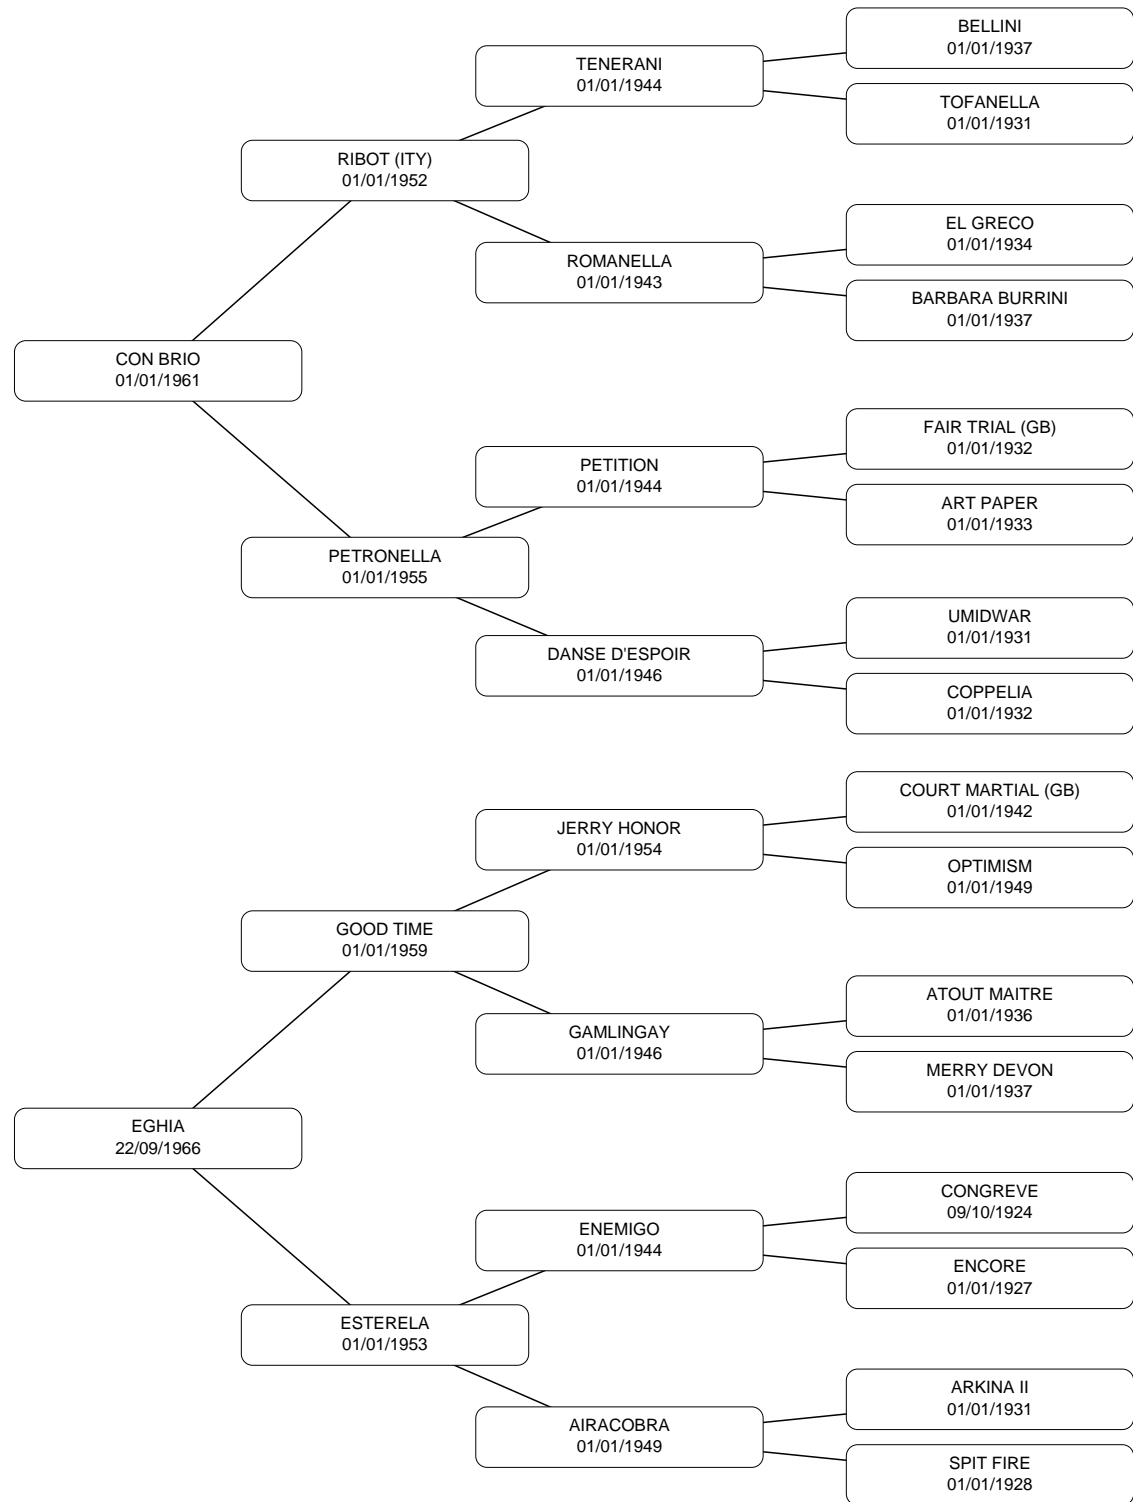 BELLINI
01/01/1937
TENERANI
01/01/1944
TOFANELLA
01/01/1931
RIBOT (ITY)
01/01/1952
EL GRECO
01/01/1934
ROMANELLA
01/01/1943
BARBARA BURRINI
01/01/1937
CON BRIO
01/01/1961
FAIR TRIAL (GB)
01/01/1932
PETITION
01/01/1944
ART PAPER
01/01/1933
PETRONELLA
01/01/1955
UMIDWAR
01/01/1931
DANSE D'ESPOIR
01/01/1946
COPPELIA
01/01/1932
COURT MARTIAL (GB)
01/01/1942
JERRY HONOR
01/01/1954
OPTIMISM
01/01/1949
GOOD TIME
01/01/1959
ATOUT MAITRE
01/01/1936
GAMLINGAY
01/01/1946
MERRY DEVON
01/01/1937
EGHIA
22/09/1966
CONGREVE
09/10/1924
ENEMIGO
01/01/1944
ENCORE
01/01/1927
ESTERELA
01/01/1953
ARKINA II
01/01/1931
AIRACOBRA
01/01/1949
SPIT FIRE
01/01/1928